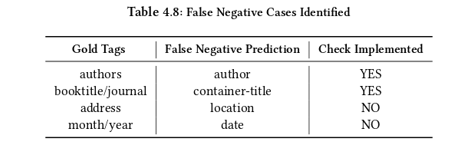 Table 4.8: False Negative Cases Identified
Gold Tags False Negative Prediction Check Implemented
authors author YES
booktitle/journal container-title YES
address location NO
month/year date NO